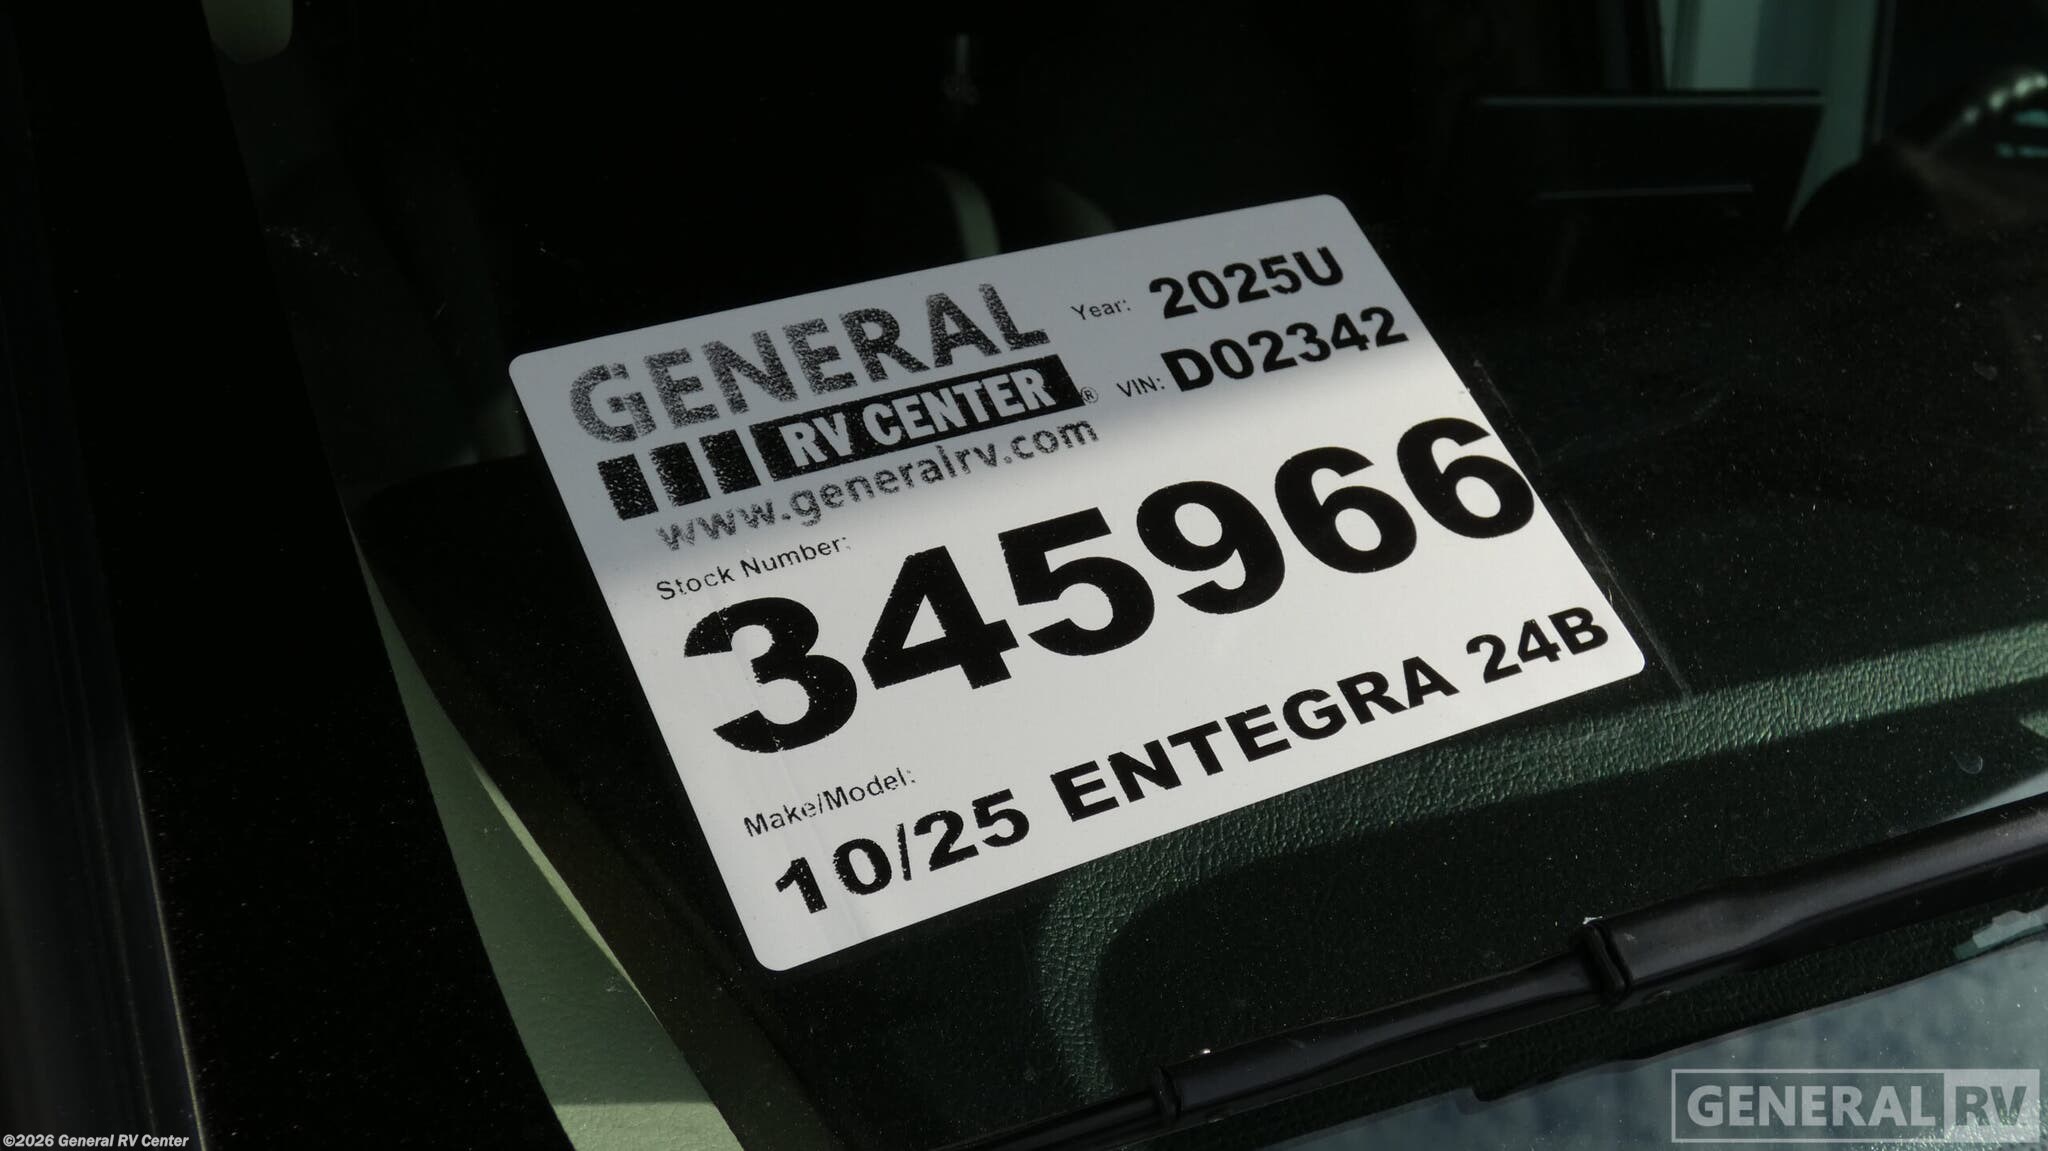 GENERAL
RV CENTER®
www.generalrv.com
Year: 2025U
VIN: D02342
Stock Number:
345966
Make/Model:
10/25 ENTEGRA 24B
GENERAL RV
©2026 General RV Center